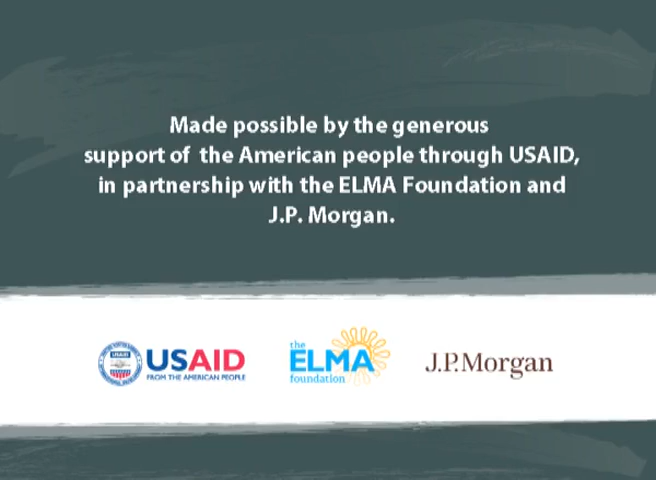 Made possible by the generous
support of the American people through USAID,
in partnership with the ELMA Foundation and
J.P. Morgan.
USAID
USAID
FROM THE AMERICAN PEOPLE
the
ELMA
foundation
J.P.Morgan